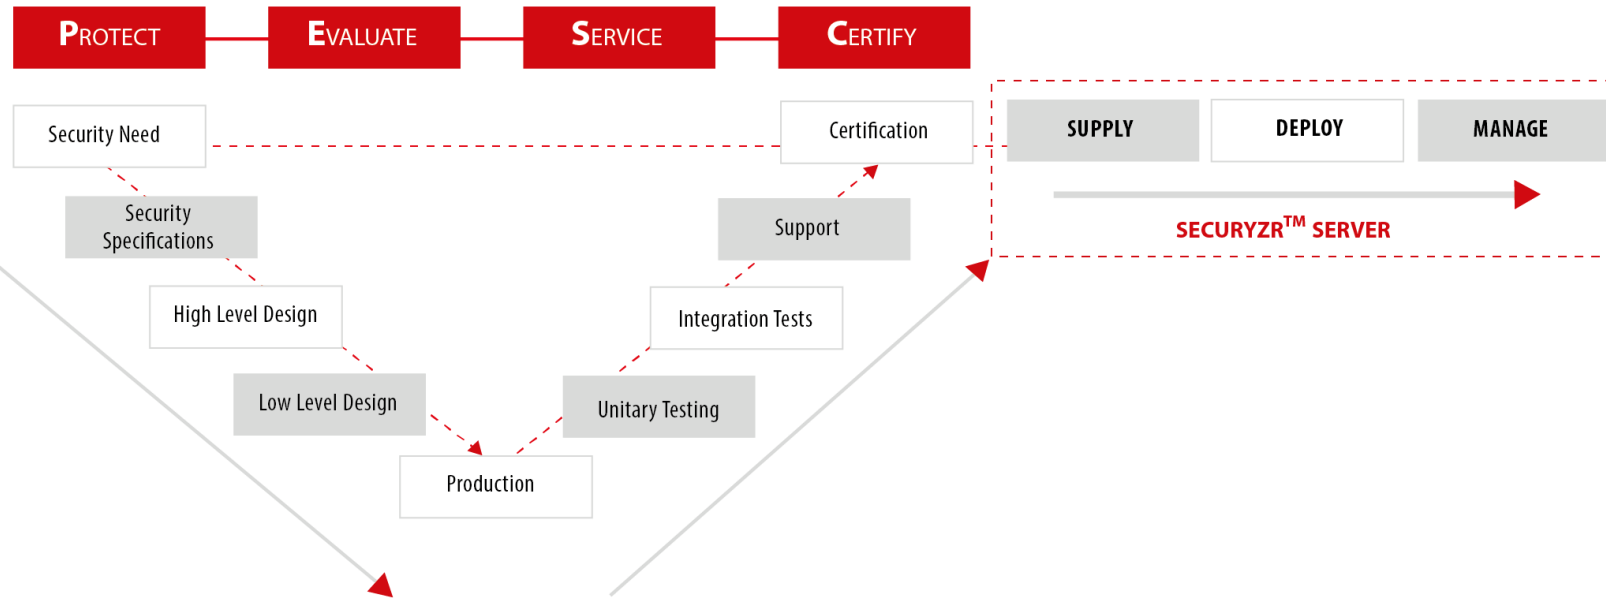 PROTECT
EVALUATE
SERVICE
CERTIFY
Security Need
Certification
SUPPLY
DEPLOY
MANAGE
Security
Specifications
Support
SECURYZR™ SERVER
High Level Design
Integration Tests
Low Level Design
Unitary Testing
Production